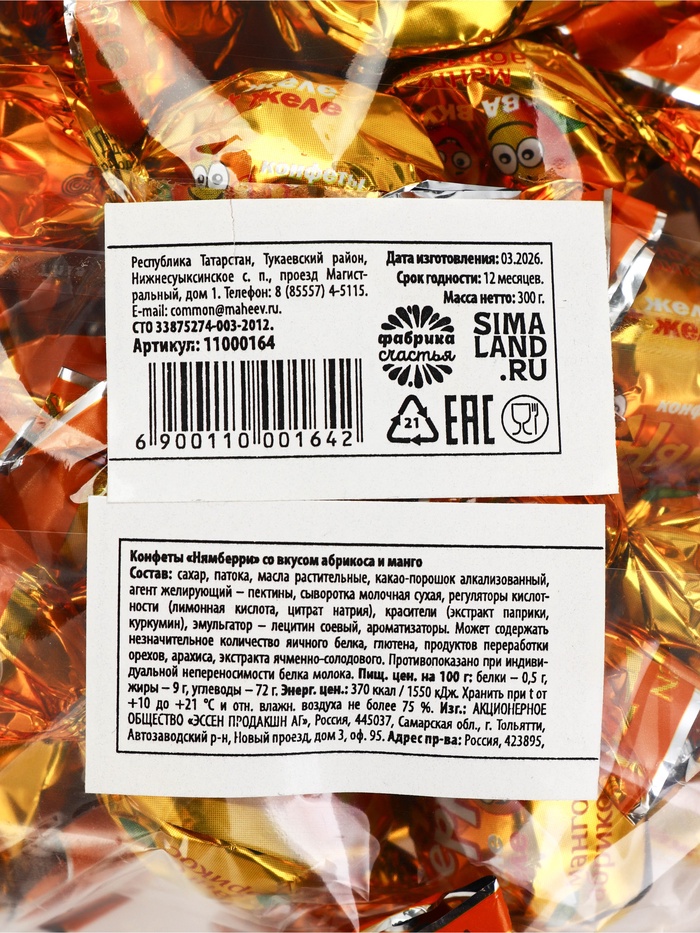 желе
желе
конфеты
манго
Республика Татарстан, Тукаевский район,
Нижнесуыксинское с. п., проезд Магист-
ральный, дом 1. Телефон: 8 (85557) 4-5115.
E-mail: common@maheev.ru.
СТО 33875274-003-2012.
Артикул: 11000164
6 900110 001642
Дата изготовления: 03.2026.
Срок годности: 12 месяцев.
Масса нетто: 300 г.
фабрика
счастья
SIMA
LAND
.RU
21
EAC
Конфеты «Нямберри» со вкусом абрикоса и манго
Состав: сахар, патока, масла растительные, какао-порошок алкализованный,
агент желирующий – пектины, сыворотка молочная сухая, регуляторы кислот-
ности (лимонная кислота, цитрат натрия), красители (экстракт паприки,
куркумин), эмульгатор – лецитин соевый, ароматизаторы. Может содержать
незначительное количество яичного белка, глютена, продуктов переработки
орехов, арахиса, экстракта ячменно-солодового. Противопоказано при индиви-
дуальной непереносимости белка молока. Пищ. цен. на 100 г: белки – 0,5 г,
жиры – 9 г, углеводы – 72 г. Энерг. цен.: 370 ккал / 1550 кДж. Хранить при t от
+10 до +21 °С и отн. влажн. воздуха не более 75 %. Изг.: АКЦИОНЕРНОЕ
ОБЩЕСТВО «ЭССЕН ПРОДАКШН АГ», Россия, 445037, Самарская обл., г. Тольятти,
Автозаводский р-н, Новый проезд, дом 3, оф. 95. Адрес пр-ва: Россия, 423895,
манго